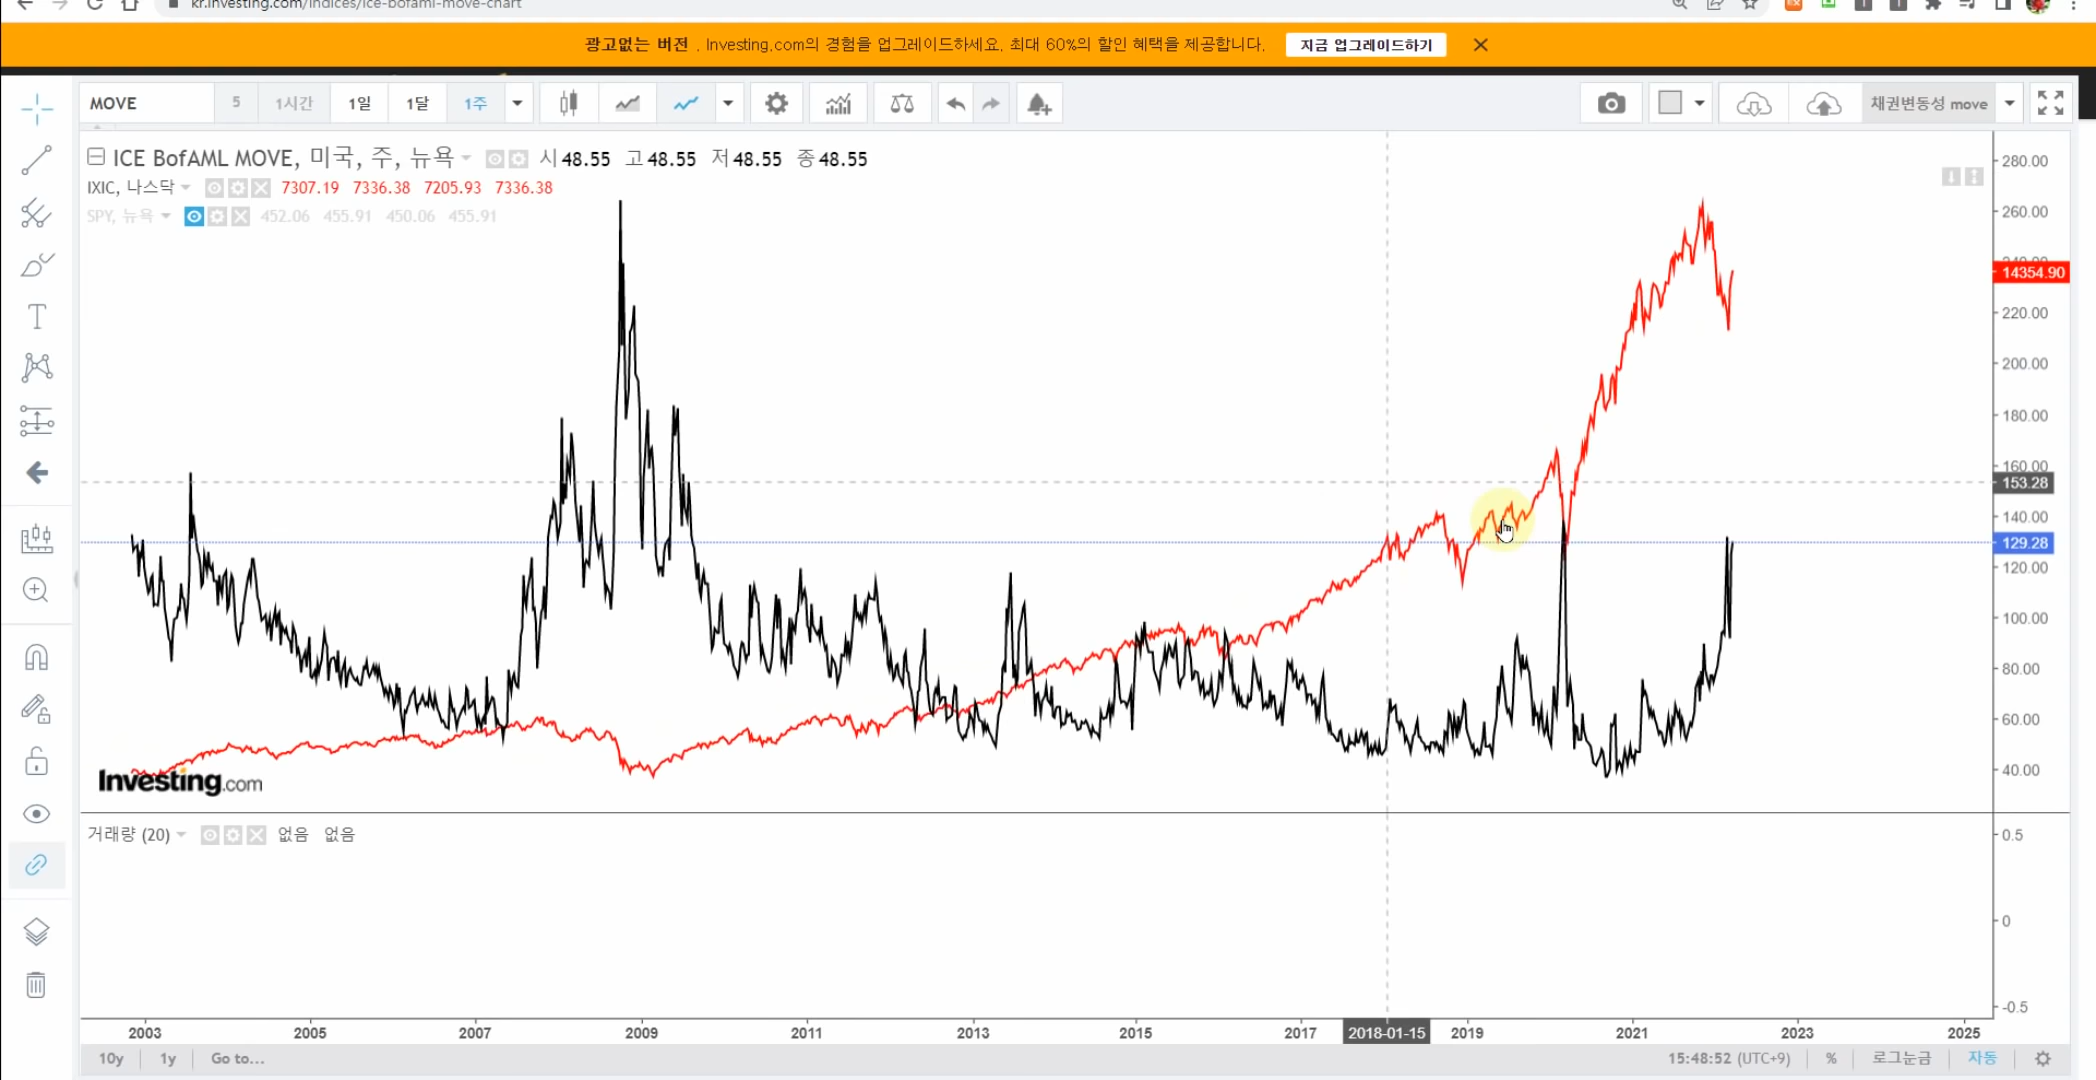 kr.investing.com/indices/ice-bofaml-move-chart
광고없는 버전 . Investing.com의 경험을 업그레이드하세요. 최대 60%의 할인 혜택을 제공합니다. 지금 업그레이드하기
MOVE 5 1시간 1일 1달 1주 채권변동성 move
ICE BofAML MOVE, 미국, 주, 뉴욕 시 48.55 고 48.55 저 48.55 종 48.55
IXIC, 나스닥 7307.19 7336.38 7205.93 7336.38
SPY, 뉴욕 452.06 455.91 450.06 455.91
280.00
260.00
240.00
14354.90
220.00
200.00
180.00
160.00
153.28
140.00
129.28
120.00
100.00
80.00
60.00
40.00
Investing.com
거래량 (20) 없음 없음
0.5
0
-0.5
2003 2005 2007 2009 2011 2013 2015 2017 2018-01-15 2019 2021 2023 2025
10y 1y Go to... 15:48:52 (UTC+9) % 로그눈금 자동